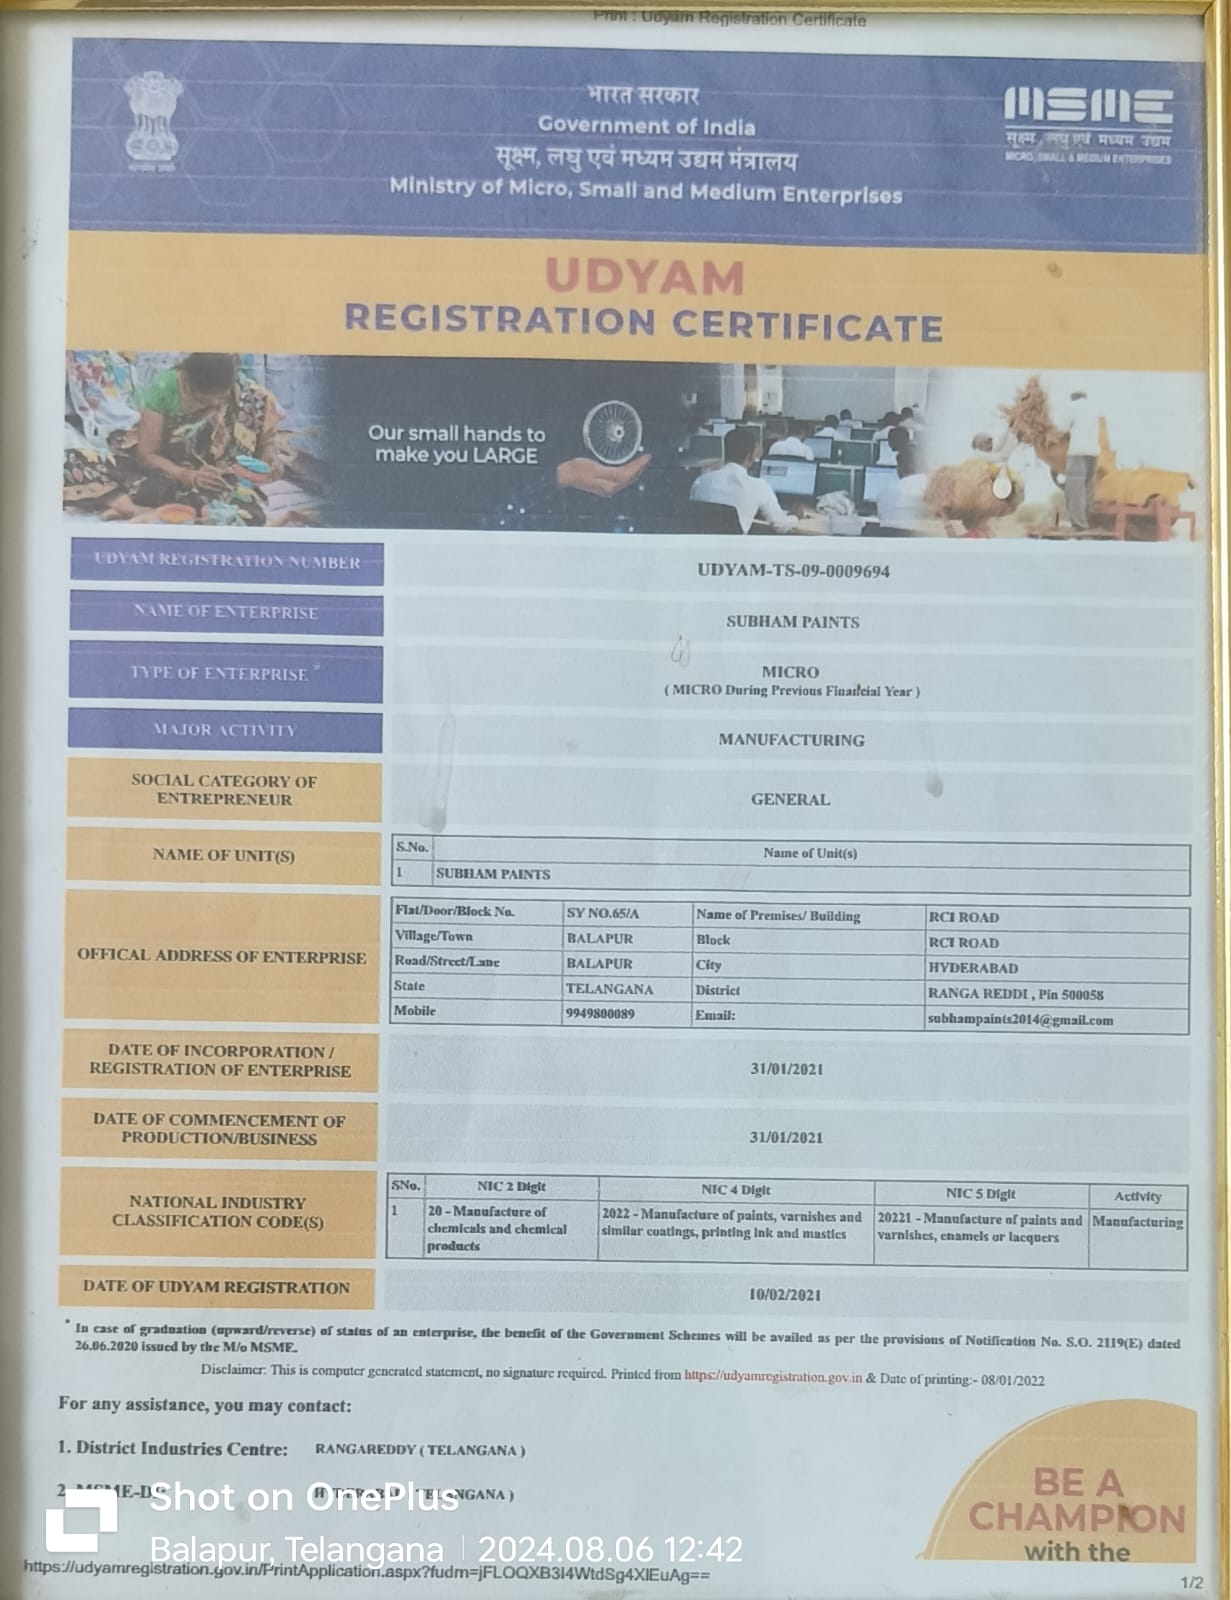 Print : Udyam Registration Certificate
भारत सरकार
Government of India
सूक्ष्म, लघु एवं मध्यम उद्यम मंत्रालय
Ministry of Micro, Small and Medium Enterprises
MSME
सूक्ष्म, लघु एवं मध्यम उद्यम
MICRO, SMALL & MEDIUM ENTERPRISES
UDYAM
REGISTRATION CERTIFICATE
Our small hands to
make you LARGE
UDYAM REGISTRATION NUMBER UDYAM-TS-09-0009694
NAME OF ENTERPRISE SUBHAM PAINTS
TYPE OF ENTERPRISE * MICRO
( MICRO During Previous Financial Year )
MAJOR ACTIVITY MANUFACTURING
SOCIAL CATEGORY OF
ENTREPRENEUR
GENERAL
NAME OF UNIT(S)
S.No. Name of Unit(s)
1 SUBHAM PAINTS
OFFICAL ADDRESS OF ENTERPRISE
Flat/Door/Block No. SY NO.65/A Name of Premises/ Building RCI ROAD
Village/Town BALAPUR Block RCI ROAD
Road/Street/Lane BALAPUR City HYDERABAD
State TELANGANA District RANGA REDDI , Pin 500058
Mobile 9949800089 Email: subhampaints2014@gmail.com
DATE OF INCORPORATION /
REGISTRATION OF ENTERPRISE
31/01/2021
DATE OF COMMENCEMENT OF
PRODUCTION/BUSINESS
31/01/2021
NATIONAL INDUSTRY
CLASSIFICATION CODE(S)
SNo. NIC 2 Digit NIC 4 Digit NIC 5 Digit Activity
1 20 - Manufacture of 2022 - Manufacture of paints, varnishes and 20221 - Manufacture of paints and Manufacturing
chemicals and chemical similar coatings, printing ink and mastics varnishes, enamels or lacquers
products
DATE OF UDYAM REGISTRATION 10/02/2021
* In case of graduation (upward/reverse) of status of an enterprise, the benefit of the Government Schemes will be availed as per the provisions of Notification No. S.O. 2119(E) dated
26.06.2020 issued by the M/o MSME.
Disclaimer: This is computer generated statement, no signature required. Printed from https://udyamregistration.gov.in & Date of printing:- 08/01/2022
For any assistance, you may contact:
1. District Industries Centre: RANGAREDDY ( TELANGANA )
2. TELANGANA )
Shot on OnePlus
Balapur, Telangana | 2024.08.06 12:42
BE A
CHAMPION
with the
https://udyamregistration.gov.in/PrintApplication.aspx?fudm=jFLOQXB3I4WtdSg4XlEuAg==
1/2